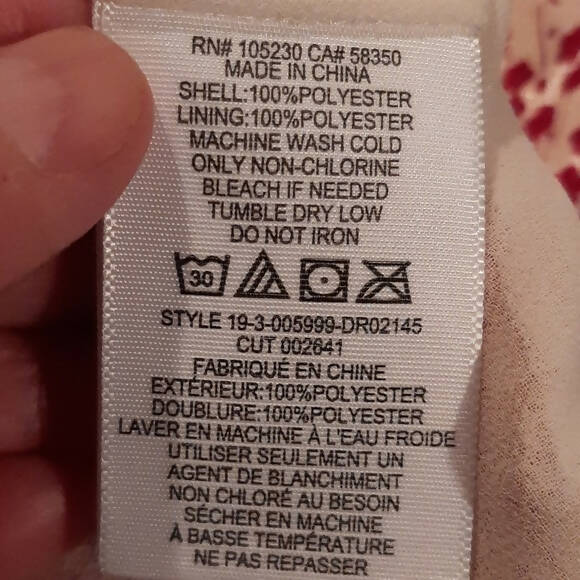 RN# 105230 CA# 58350
MADE IN CHINA
SHELL:100%POLYESTER
LINING:100%POLYESTER
MACHINE WASH COLD
ONLY NON-CHLORINE
BLEACH IF NEEDED
TUMBLE DRY LOW
DO NOT IRON
30
STYLE 19-3-005999-DR02145
CUT 002641
FABRIQUÉ EN CHINE
EXTÉRIEUR:100%POLYESTER
DOUBLURE:100%POLYESTER
LAVER EN MACHINE À L'EAU FROIDE
UTILISER SEULEMENT UN
AGENT DE BLANCHIMENT
NON CHLORÉ AU BESOIN
SÉCHER EN MACHINE
À BASSE TEMPÉRATURE
NE PAS REPASSER